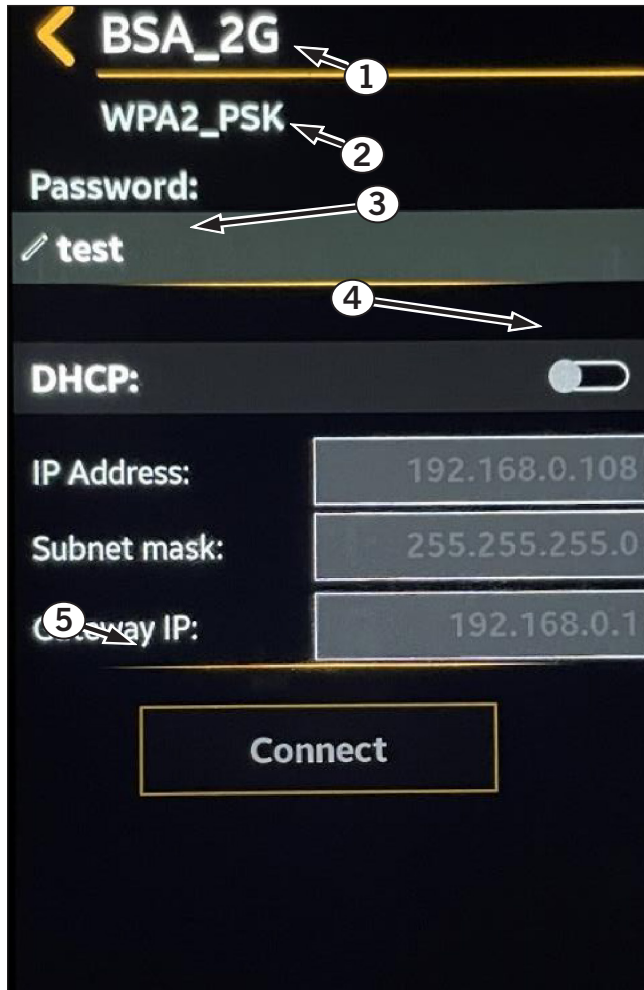 BSA_2G
1
WPA2_PSK
2
Password:
3
test
4
DHCP:
IP Address: 192.168.0.108
Subnet mask: 255.255.255.0
5
Gateway IP: 192.168.0.1
Connect